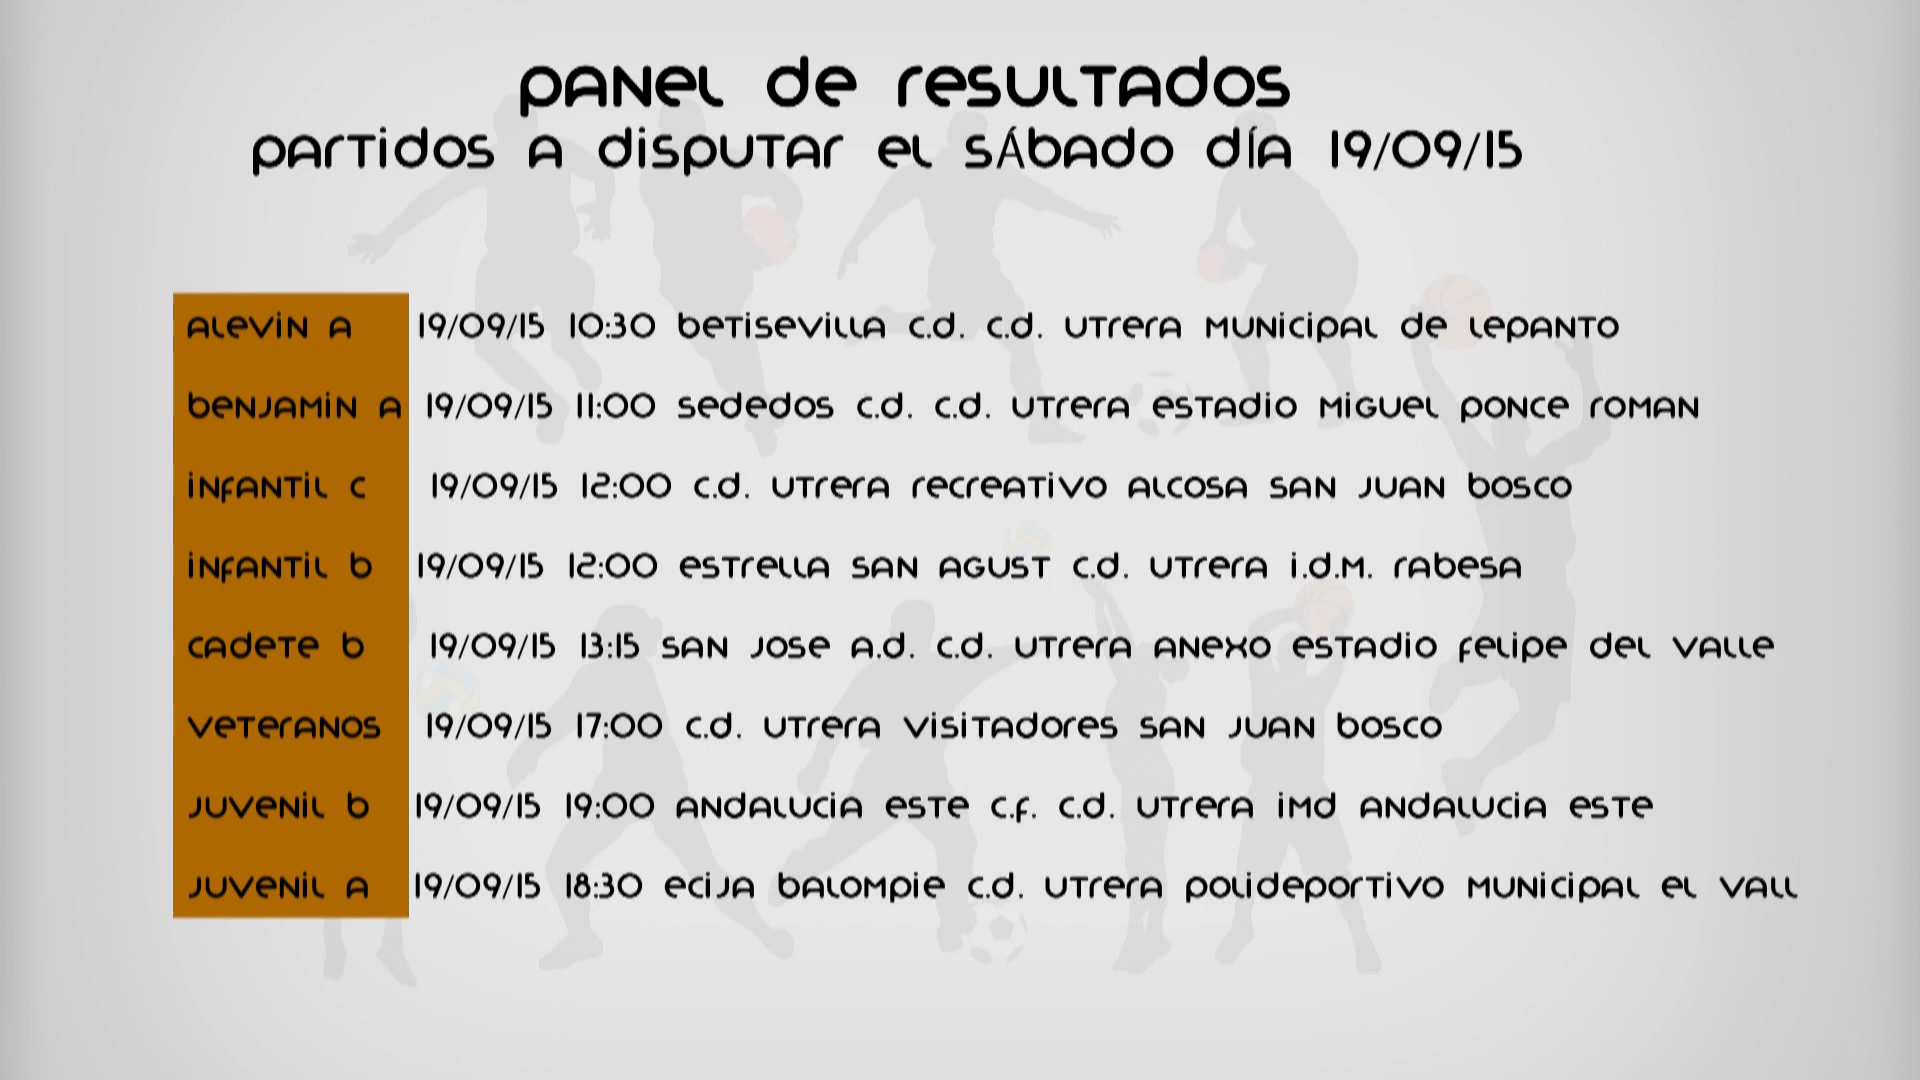 PANEL DE RESULTADOS
PARTIDOS A DISPUTAR EL SÁBADO DÍA 19/09/15
ALEVIN A 19/09/15 10:30 BETISEVILLA C.D. C.D. UTRERA MUNICIPAL DE LEPANTO
BENJAMIN A 19/09/15 11:00 SEDEDOS C.D. C.D. UTRERA ESTADIO MIGUEL PONCE ROMAN
INFANTIL C 19/09/15 12:00 C.D. UTRERA RECREATIVO ALCOSA SAN JUAN BOSCO
INFANTIL B 19/09/15 12:00 ESTRELLA SAN AGUST C.D. UTRERA I.D.M. RABESA
CADETE B 19/09/15 13:15 SAN JOSE A.D. C.D. UTRERA ANEXO ESTADIO FELIPE DEL VALLE
VETERANOS 19/09/15 17:00 C.D. UTRERA VISITADORES SAN JUAN BOSCO
JUVENIL B 19/09/15 19:00 ANDALUCIA ESTE C.F. C.D. UTRERA IMD ANDALUCIA ESTE
JUVENIL A 19/09/15 18:30 ECIJA BALOMPIE C.D. UTRERA POLIDEPORTIVO MUNICIPAL EL VALL